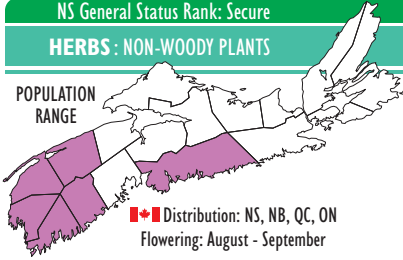 NS General Status Rank: Secure
HERBS : NON-WOODY PLANTS
POPULATION
RANGE
Distribution: NS, NB, QC, ON
Flowering: August - September